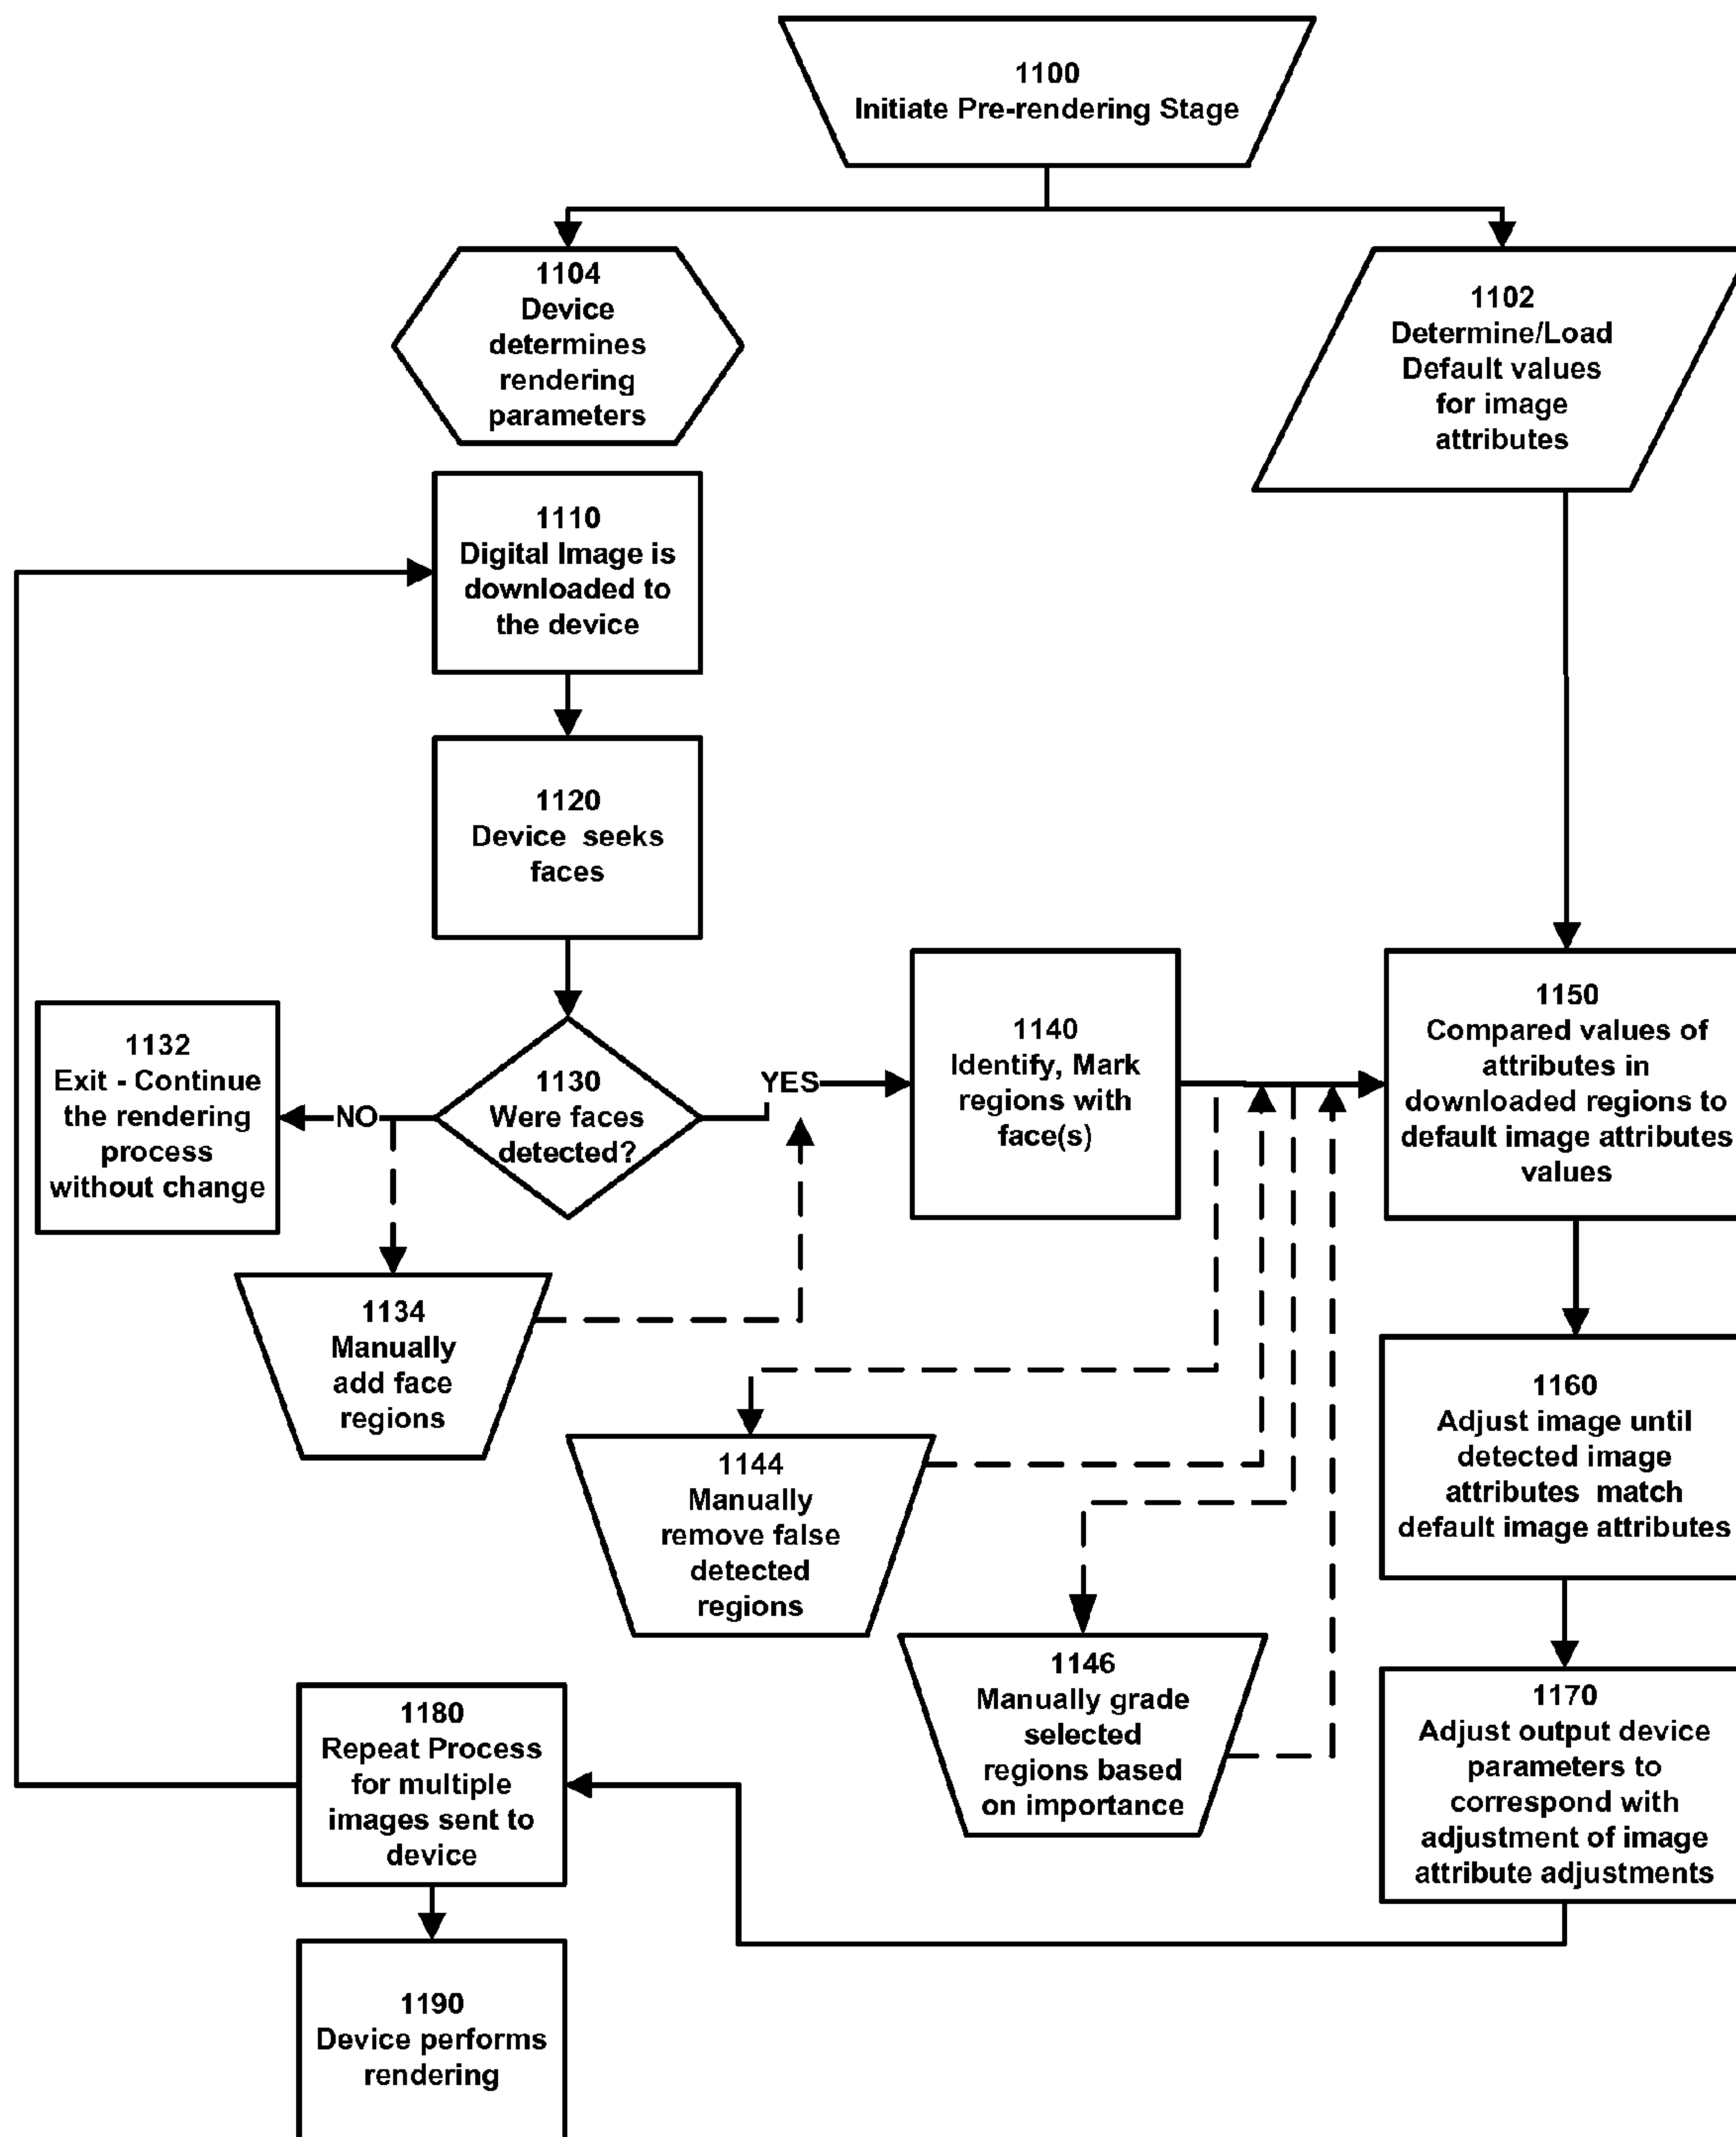 1100
Initiate Pre-rendering Stage
1104
Device
determines
rendering
parameters
1102
Determine/Load
Default values
for image
attributes
1110
Digital Image is
downloaded to
the device
1120
Device seeks
faces
1132
Exit - Continue
the rendering
process
without change
NO
1130
Were faces
detected?
YES
1140
Identify, Mark
regions with
face(s)
1150
Compared values of
attributes in
downloaded regions to
default image attributes
values
1134
Manually
add face
regions
1144
Manually
remove false
detected
regions
1160
Adjust image until
detected image
attributes match
default image attributes
1146
Manually grade
selected
regions based
on importance
1170
Adjust output device
parameters to
correspond with
adjustment of image
attribute adjustments
1180
Repeat Process
for multiple
images sent to
device
1190
Device performs
rendering